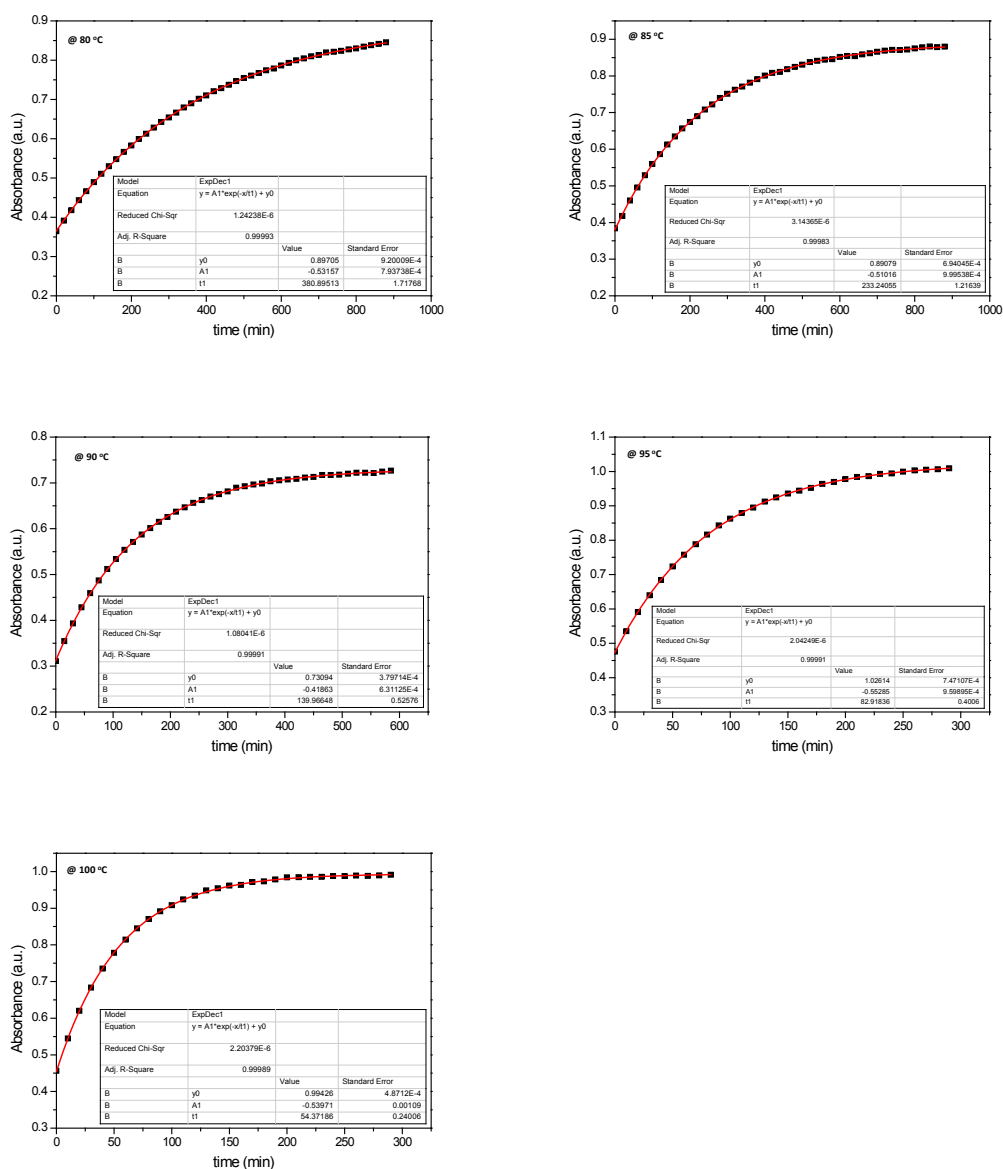 @ 80 ºC
Absorbance (a.u.)
0.9
0.8
0.7
0.6
0.5
0.4
0.3
0.2
Model ExpDec1
Equation y = A1*exp(-x/t1) + y0
Reduced Chi-Sqr 1.24238E-6
Adj. R-Square 0.99993
Value Standard Error
B y0 0.89705 9.20009E-4
B A1 -0.53157 7.93738E-4
B t1 380.89513 1.71768
0 200 400 600 800 1000
time (min)
@ 85 ºC
Absorbance (a.u.)
1.0
0.9
0.8
0.7
0.6
0.5
0.4
0.3
0.2
Model ExpDec1
Equation y = A1*exp(-x/t1) + y0
Reduced Chi-Sqr 3.14365E-6
Adj. R-Square 0.99983
Value Standard Error
B y0 0.89079 6.94045E-4
B A1 -0.51016 9.99538E-4
B t1 233.24055 1.21639
0 200 400 600 800 1000
time (min)
@ 90 ºC
Absorbance (a.u.)
0.8
0.7
0.6
0.5
0.4
0.3
0.2
Model ExpDec1
Equation y = A1*exp(-x/t1) + y0
Reduced Chi-Sqr 1.08041E-6
Adj. R-Square 0.99991
Value Standard Error
B y0 0.73094 3.79714E-4
B A1 -0.41863 6.31125E-4
B t1 139.96648 0.52576
0 100 200 300 400 500 600
time (min)
@ 95 ºC
Absorbance (a.u.)
1.1
1.0
0.9
0.8
0.7
0.6
0.5
0.4
0.3
Model ExpDec1
Equation y = A1*exp(-x/t1) + y0
Reduced Chi-Sqr 2.04249E-6
Adj. R-Square 0.99991
Value Standard Error
B y0 1.02614 7.47107E-4
B A1 -0.55285 9.59895E-4
B t1 82.91836 0.4006
0 50 100 150 200 250 300
time (min)
@ 100 ºC
Absorbance (a.u.)
1.0
0.9
0.8
0.7
0.6
0.5
0.4
0.3
Model ExpDec1
Equation y = A1*exp(-x/t1) + y0
Reduced Chi-Sqr 2.20379E-6
Adj. R-Square 0.99989
Value Standard Error
B y0 0.99426 4.8712E-4
B A1 -0.53971 0.00109
B t1 54.37186 0.24006
0 50 100 150 200 250 300
time (min)